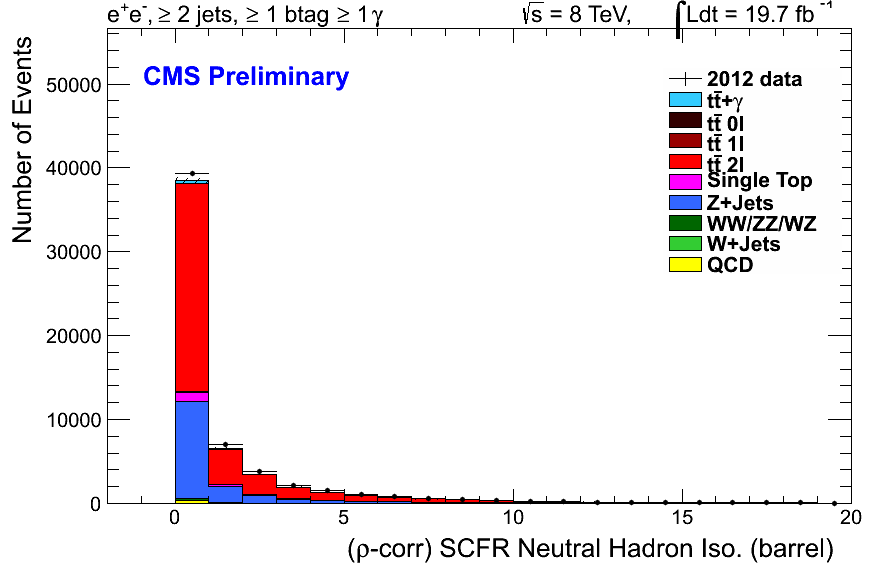 e⁺e⁻, ≥ 2 jets, ≥ 1 btag ≥ 1 γ
√s = 8 TeV, ∫Ldt = 19.7 fb⁻¹
CMS Preliminary
2012 data
tt̄+γ
tt̄ 0l
tt̄ 1l
tt̄ 2l
Single Top
Z+Jets
WW/ZZ/WZ
W+Jets
QCD
Number of Events
50000
40000
30000
20000
10000
0
0 5 10 15 20
(ρ-corr) SCFR Neutral Hadron Iso. (barrel)